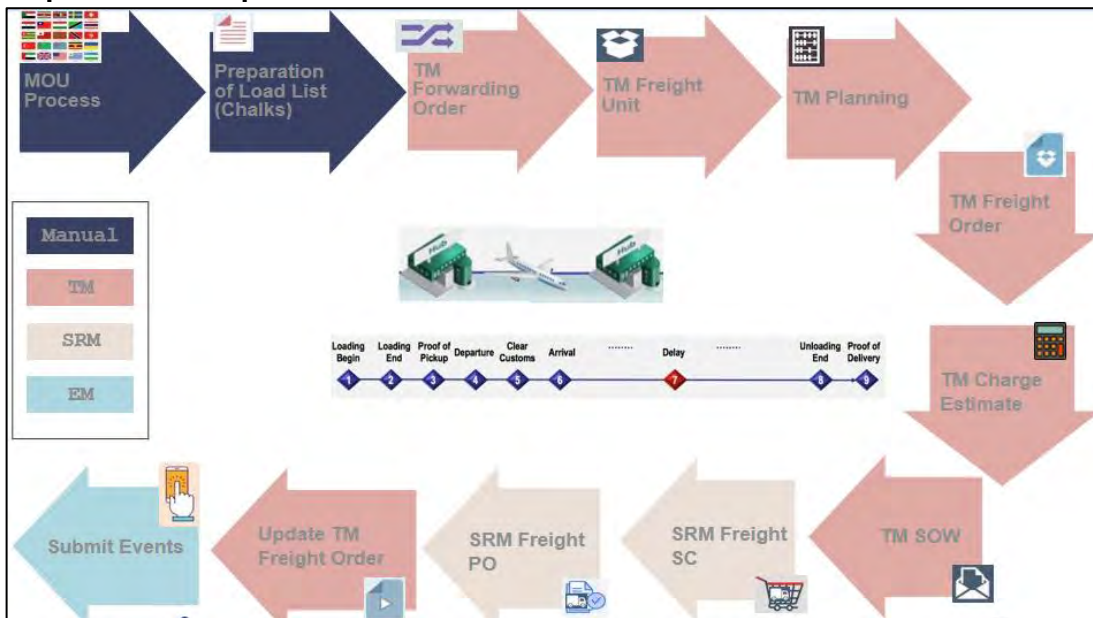 MOU
Process
Preparation
of Load List
(Chalks)
TM
Forwarding
Order
TM Freight
Unit
TM Planning
TM Freight
Order
TM Charge
Estimate
TM SOW
SRM Freight
SC
SRM Freight
PO
Update TM
Freight Order
Submit Events
Manual
TM
SRM
EM
Hub
Hub
Loading
Begin
Loading
End
Proof of
Pickup
Departure
Clear
Customs
Arrival
........
Delay
........
Unloading
End
Proof of
Delivery
1
2
3
4
5
6
7
8
9